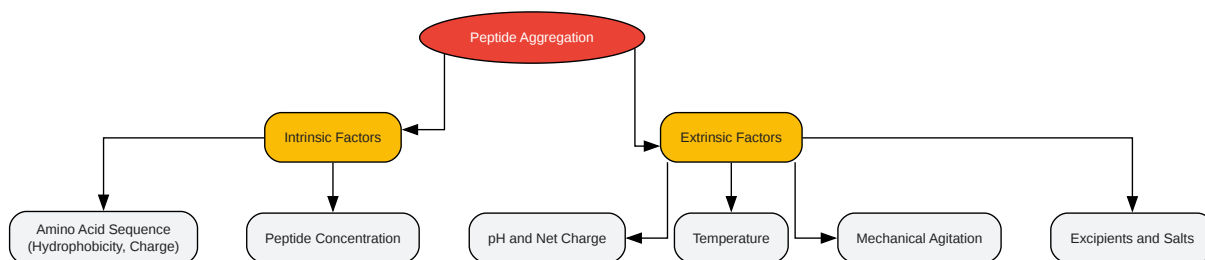 Peptide Aggregation
Intrinsic Factors
Extrinsic Factors
Amino Acid Sequence
(Hydrophobicity, Charge)
Peptide Concentration
pH and Net Charge
Temperature
Mechanical Agitation
Excipients and Salts